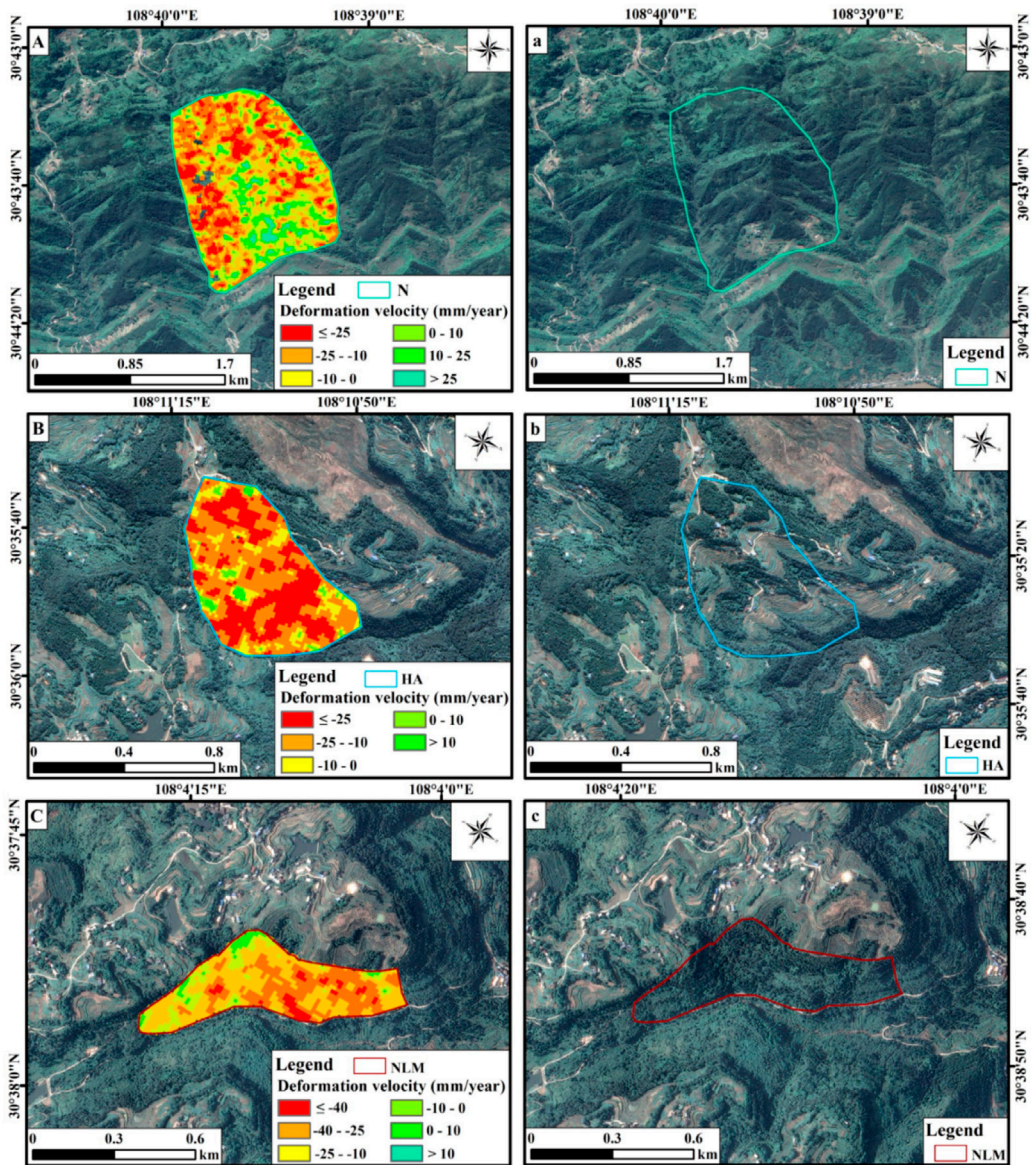 108°40'0"E 108°39'0"E
A
30°43'0"N
30°43'40"N
30°44'20"N
Legend N
Deformation velocity (mm/year)
≤ -25 0 - 10
-25 - -10 10 - 25
-10 - 0 > 25
0 0.85 1.7
km
108°40'0"E 108°39'0"E
a
30°43'0"N
30°43'40"N
30°44'20"N
Legend
N
0 0.85 1.7
km
108°11'15"E 108°10'50"E
B
30°35'40"N
30°36'0"N
Legend HA
Deformation velocity (mm/year)
≤ -25 0 - 10
-25 - -10 > 10
-10 - 0
0 0.4 0.8
km
108°11'15"E 108°10'50"E
b
30°35'20"N
30°35'40"N
Legend
HA
0 0.4 0.8
km
108°4'15"E 108°4'0"E
C
30°37'45"N
30°38'0"N
Legend NLM
Deformation velocity (mm/year)
≤ -40 -10 - 0
-40 - -25 0 - 10
-25 - -10 > 10
0 0.3 0.6
km
108°4'20"E 108°4'0"E
c
30°38'40"N
30°38'50"N
Legend
NLM
0 0.3 0.6
km